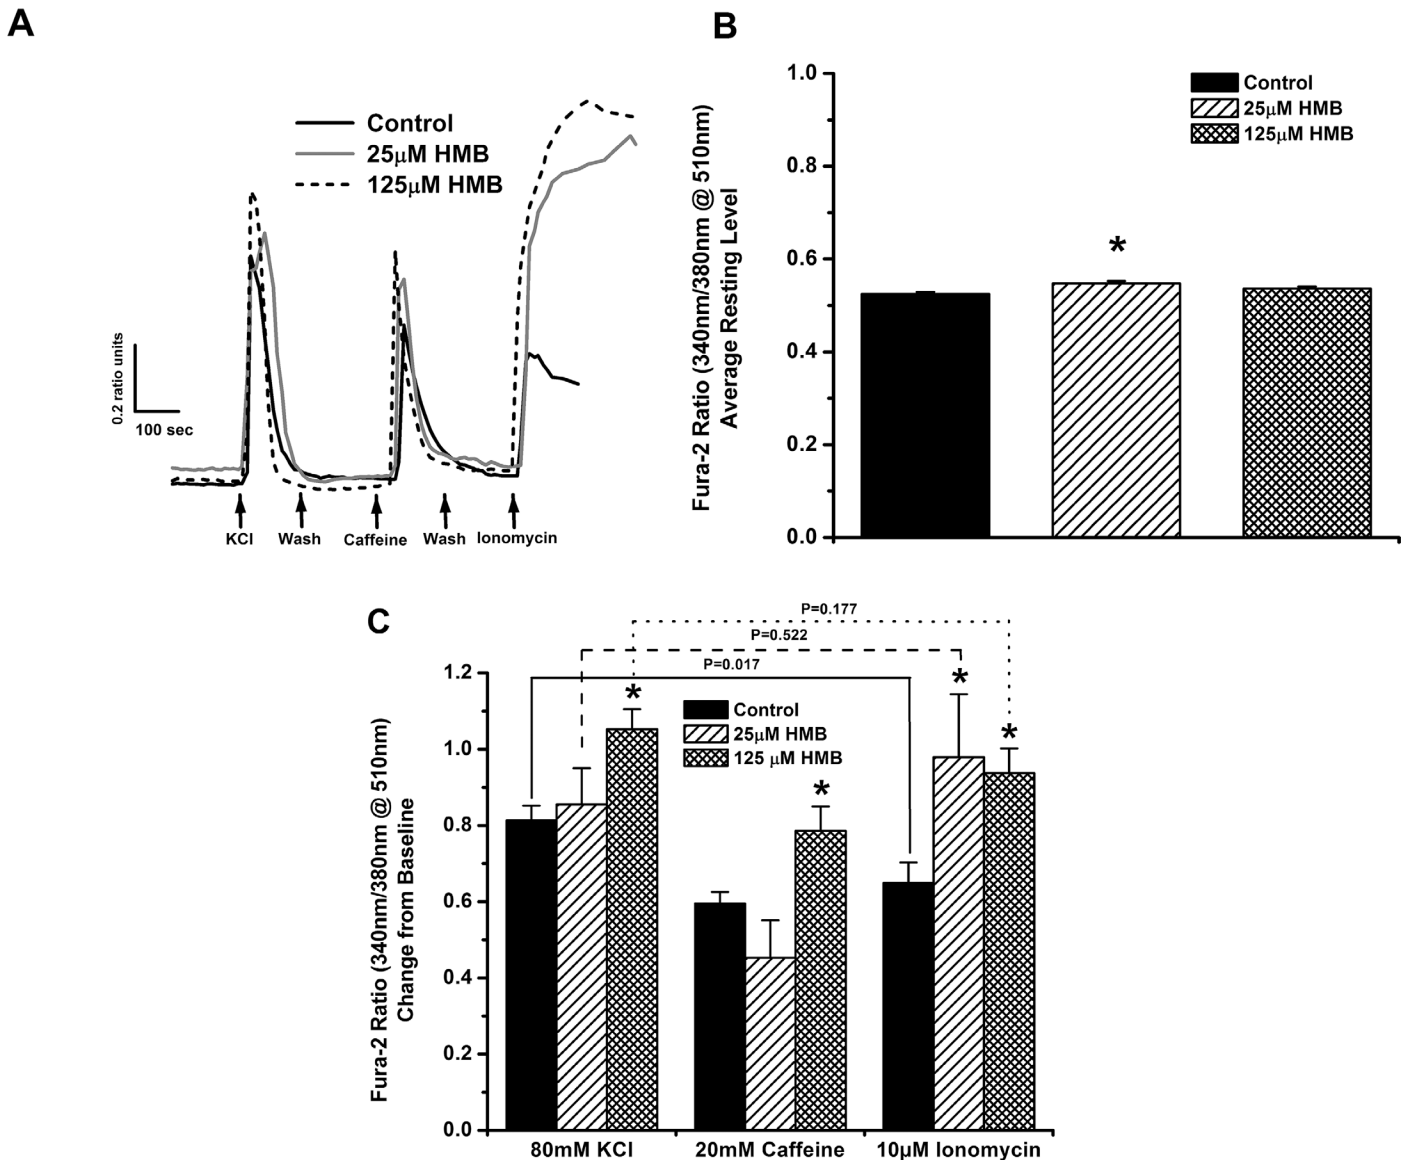 A
Control
25μM HMB
125μM HMB
0.2 ratio units
100 sec
KCl
Wash
Caffeine
Wash
Ionomycin
B
Fura-2 Ratio (340nm/380nm @ 510nm)
Average Resting Level
1.0
0.8
0.6
0.4
0.2
0.0
Control
25μM HMB
125μM HMB
*
C
P=0.177
P=0.522
P=0.017
Fura-2 Ratio (340nm/380nm @ 510nm)
Change from Baseline
1.2
1.0
0.8
0.6
0.4
0.2
0.0
Control
25μM HMB
125 μM HMB
*
*
*
*
80mM KCl
20mM Caffeine
10μM Ionomycin